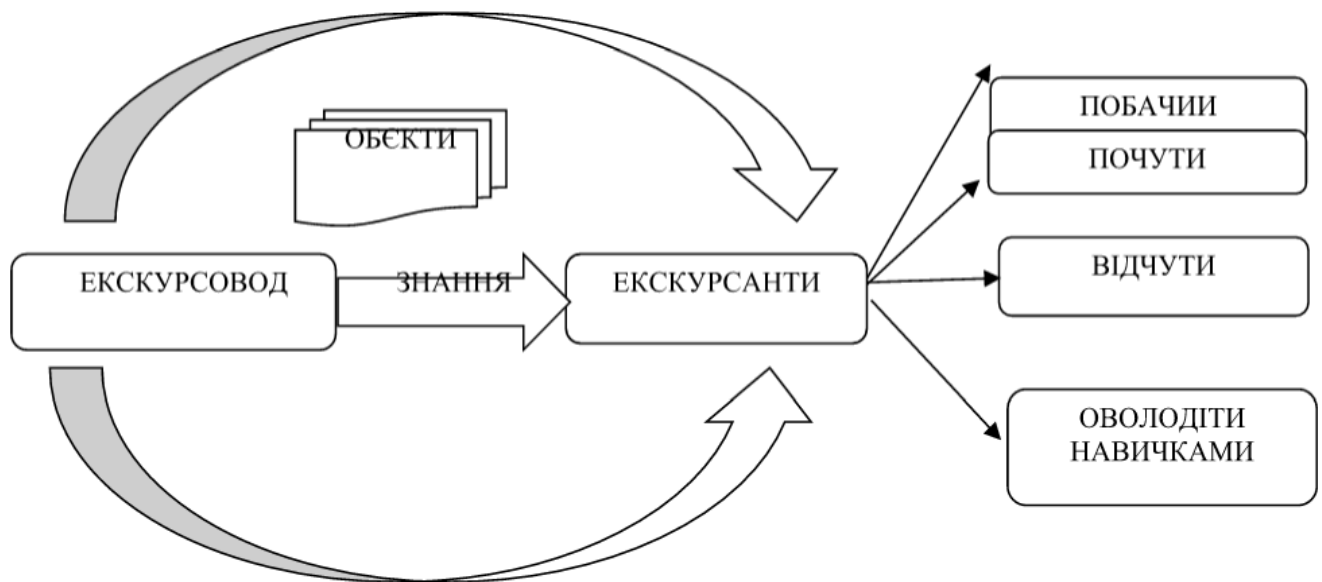 ОБЄКТИ
ЕКСКУРСОВОД
ЗНАННЯ
ЕКСКУРСАНТИ
ПОБАЧИИ
ПОЧУТИ
ВІДЧУТИ
ОВОЛОДІТИ
НАВИЧКАМИ